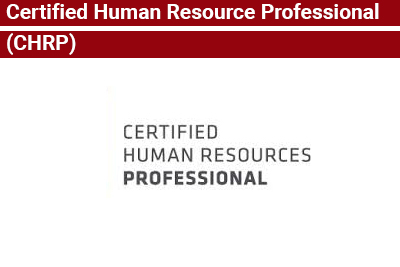 Certified Human Resource Professional
(CHRP)
CERTIFIED
HUMAN RESOURCES
PROFESSIONAL